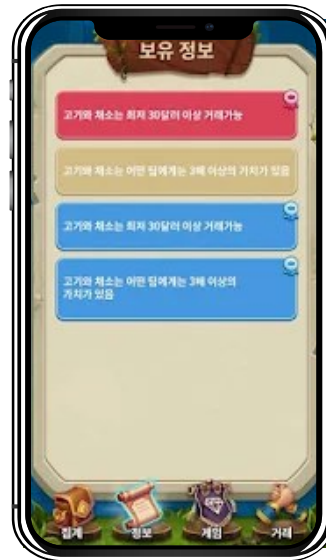 보유 정보
고기와 채소는 최저 30달러 이상 거래가능
고기와 채소는 어떤 팀에게는 3배 이상의 가치가 있음
고기와 채소는 최저 30달러 이상 거래가능
고기와 채소는 어떤 팀에게는 3배 이상의
가치가 있음
집계 정보 게임 거래